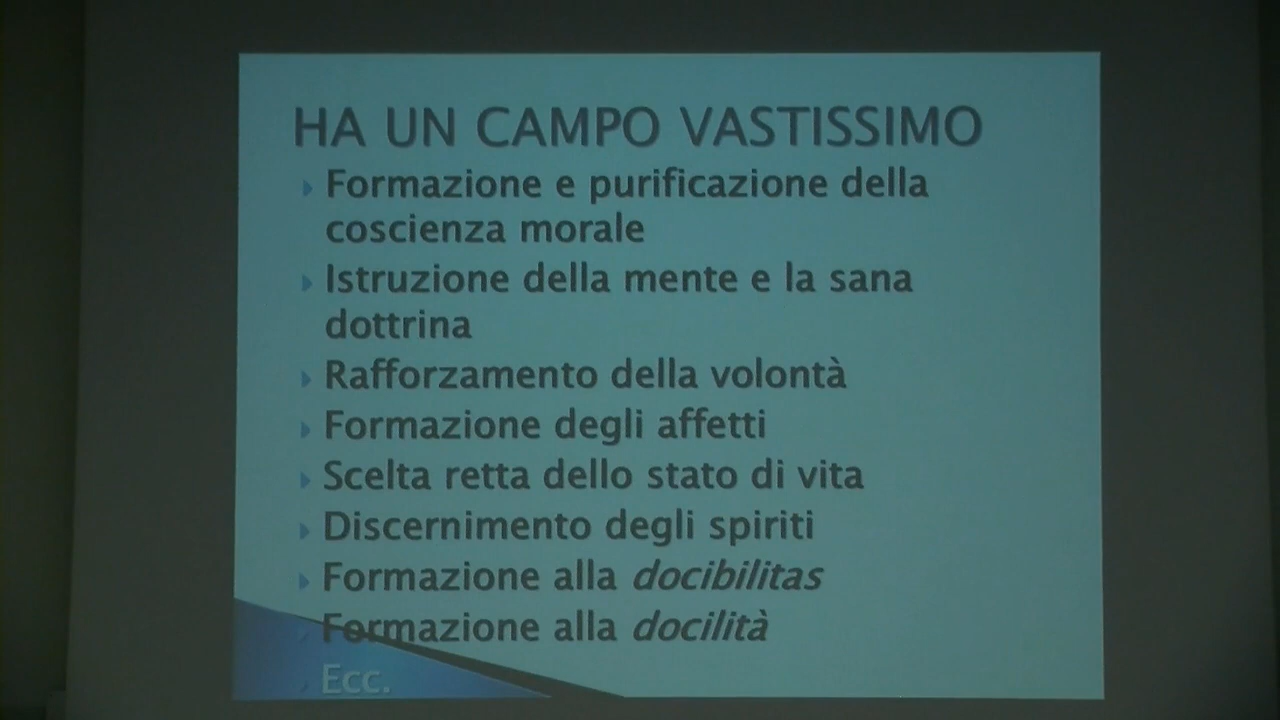 HA UN CAMPO VASTISSIMO
Formazione e purificazione della
coscienza morale
Istruzione della mente e la sana
dottrina
Rafforzamento della volontà
Formazione degli affetti
Scelta retta dello stato di vita
Discernimento degli spiriti
Formazione alla docibilitas
Formazione alla docilità
Ecc.